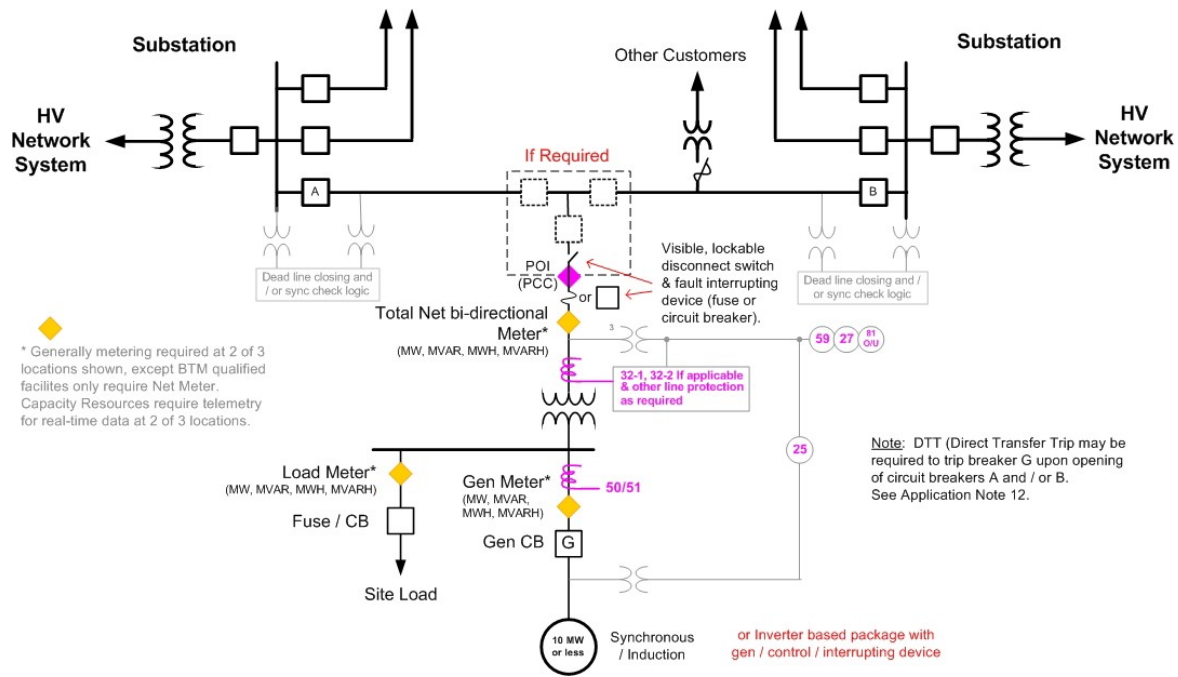 Substation
Substation
Other Customers
HV
Network
System
HV
Network
System
If Required
A
B
Dead line closing and
/ or sync check logic
POI
(PCC)
Visible, lockable
disconnect switch
& fault interrupting
device (fuse or
circuit breaker).
Dead line closing and /
or sync check logic
or
Total Net bi-directional
Meter*
(MW, MVAR, MWH, MVARH)
3
59
27
81
O/U
* Generally metering required at 2 of 3
locations shown, except BTM qualified
facilites only require Net Meter.
Capacity Resources require telemetry
for real-time data at 2 of 3 locations.
32-1, 32-2 If applicable
& other line protection
as required
25
Note: DTT (Direct Transfer Trip may be
required to trip breaker G upon opening
of circuit breakers A and / or B.
See Application Note 12.
Load Meter*
(MW, MVAR, MWH, MVARH)
Gen Meter*
(MW, MVAR,
MWH, MVARH)
50/51
Fuse / CB
Gen CB
G
Site Load
10 MW
or less
Synchronous
/ Induction
or Inverter based package with
gen / control / interrupting device